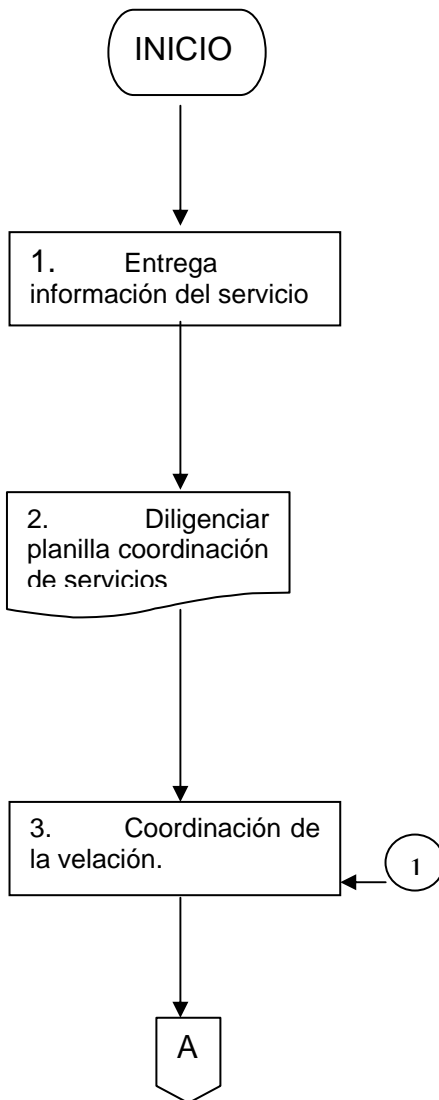 INICIO
1. Entrega
información del servicio
2. Diligenciar
planilla coordinación
de servicios
3. Coordinación de
la velación.
1
A